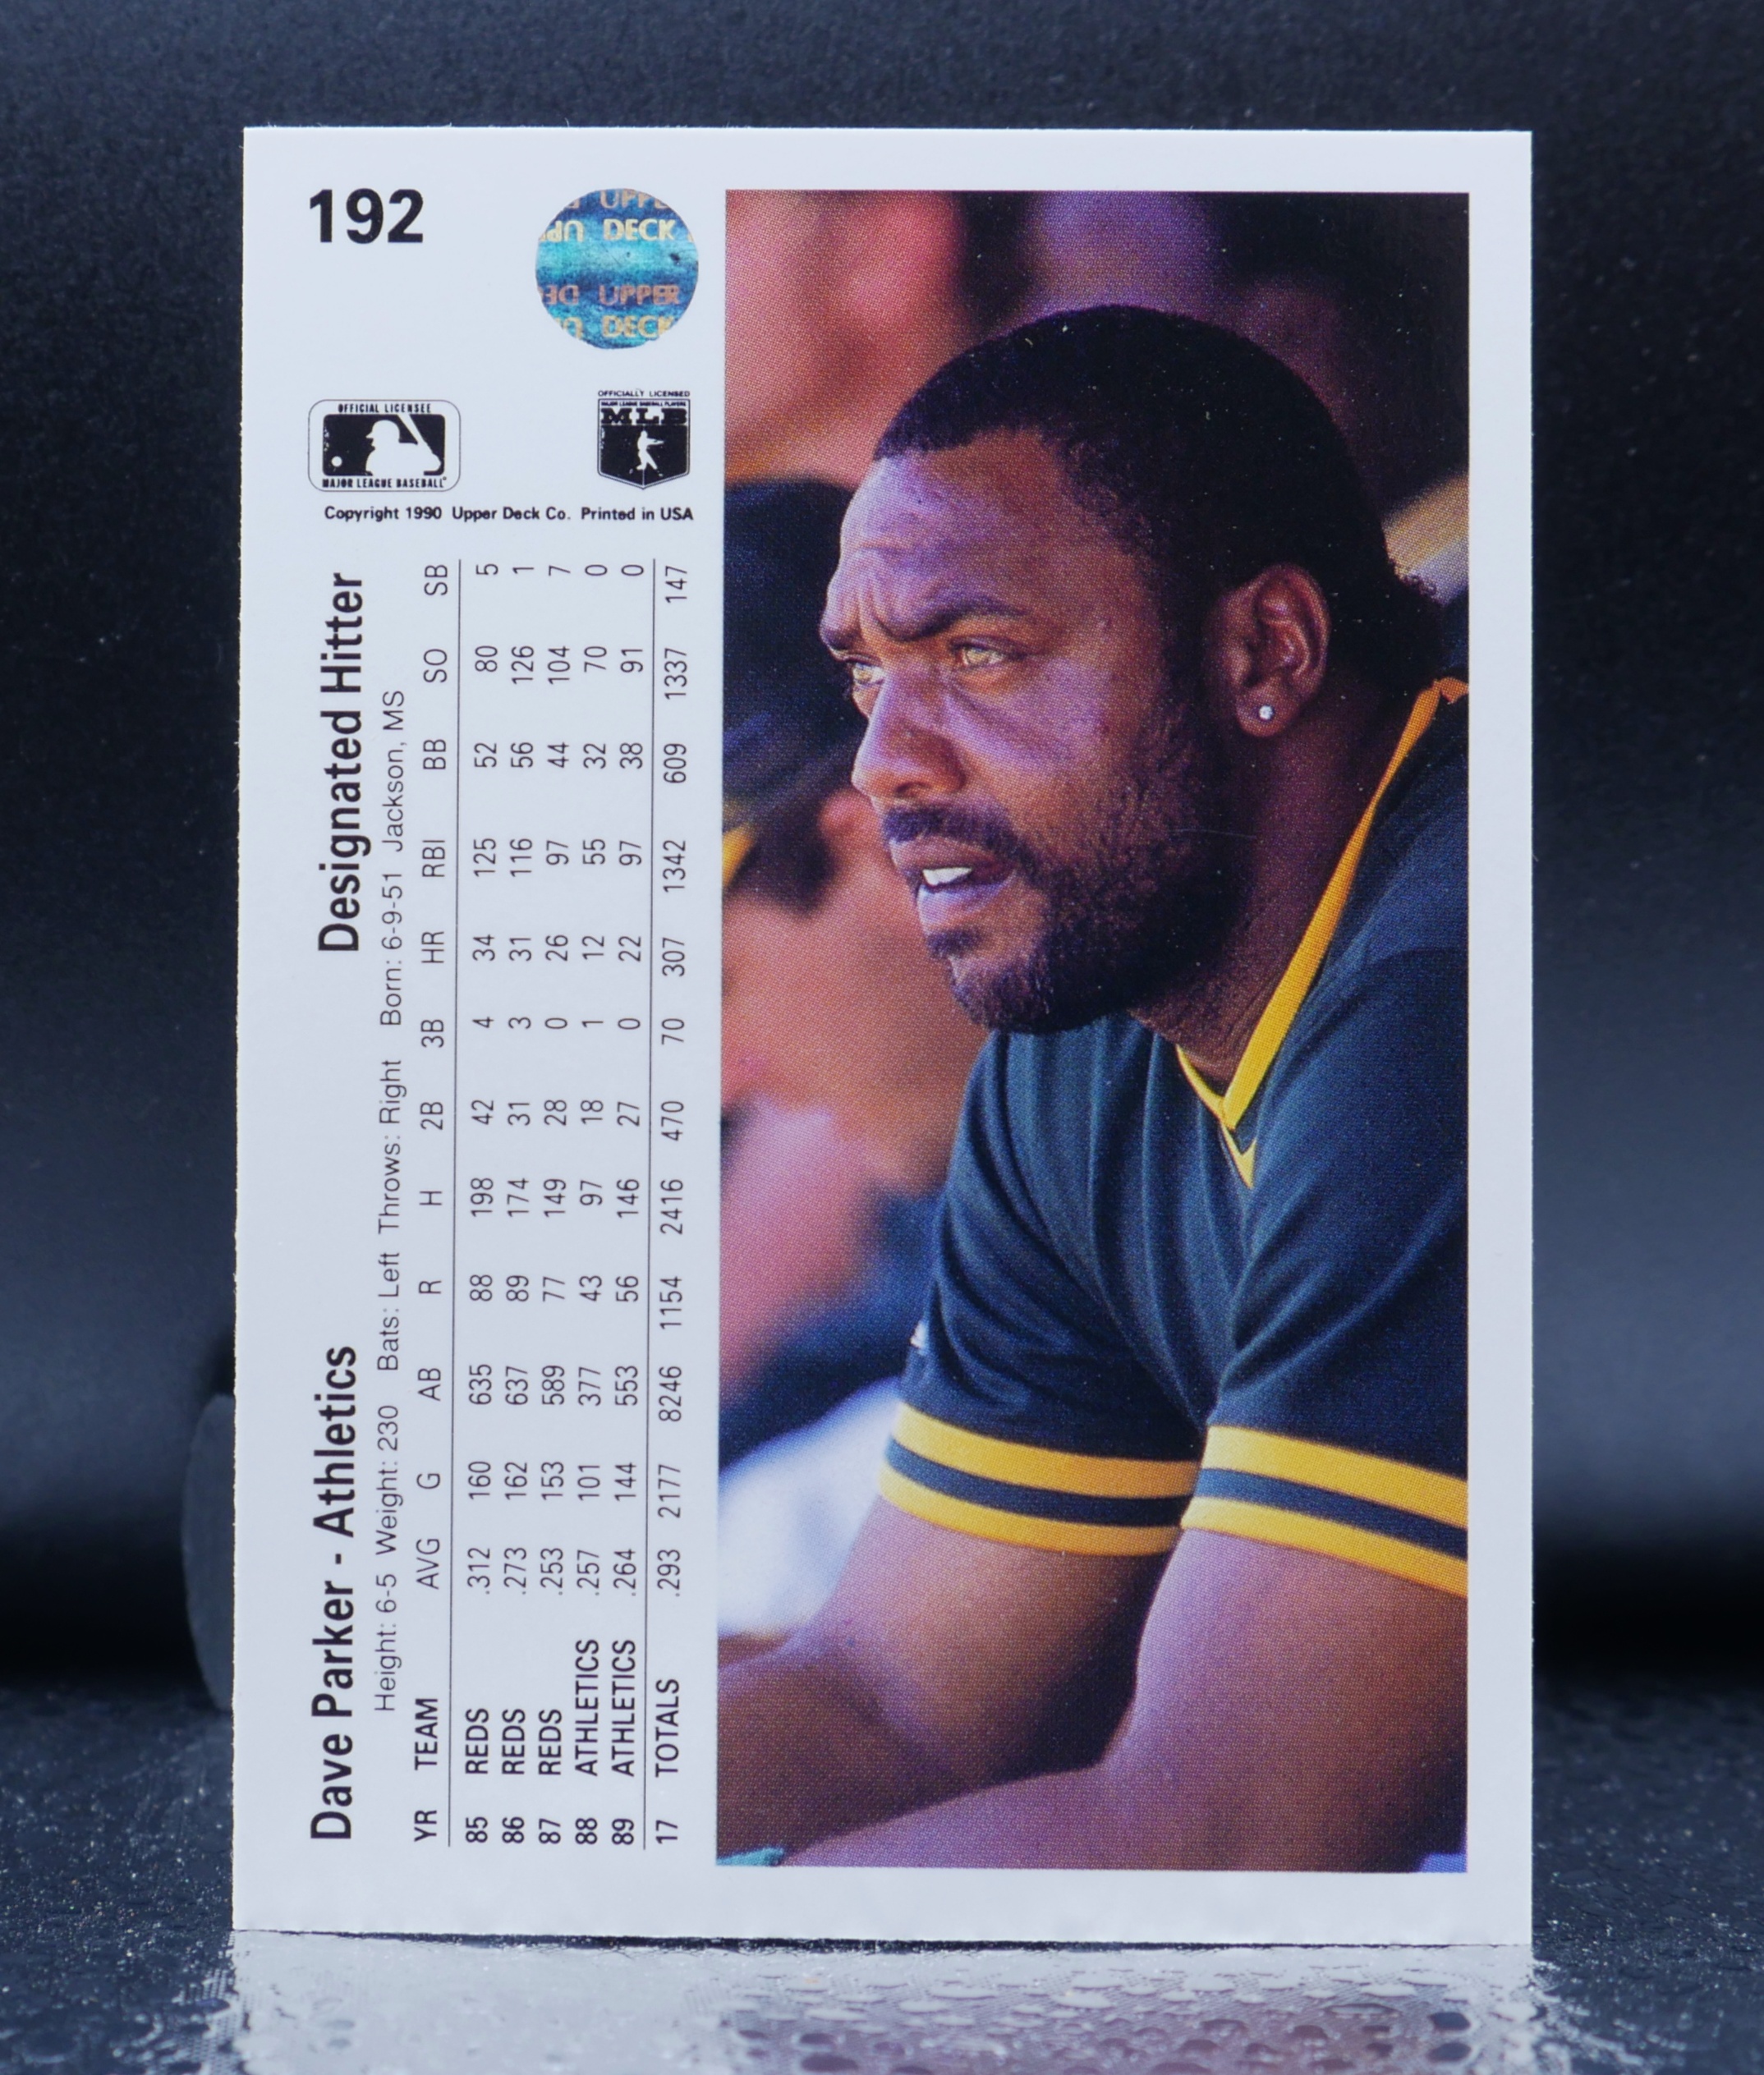 192
UPPE
DECK
UPPER
DECK
OFFICIAL LICENSEE
MAJOR LEAGUE BASEBALL
OFFICIALLY LICENSED
MAJOR LEAGUE BASEBALL PLAYERS
MLB
Copyright 1990 Upper Deck Co. Printed in USA
Dave Parker - Athletics Designated Hitter
Height: 6-5 Weight: 230 Bats: Left Throws: Right Born: 6-9-51 Jackson, MS
YR TEAM AVG G AB R H 2B 3B HR RBI BB SO SB
85 REDS .312 160 635 88 198 42 4 34 125 52 80 5
86 REDS .273 162 637 89 174 31 3 31 116 56 126 1
87 REDS .253 153 589 77 149 28 0 26 97 44 104 7
88 ATHLETICS .257 101 377 43 97 18 1 12 55 32 70 0
89 ATHLETICS .264 144 553 56 146 27 0 22 97 38 91 0
17 TOTALS .293 2177 8246 1154 2416 470 70 307 1342 609 1337 147